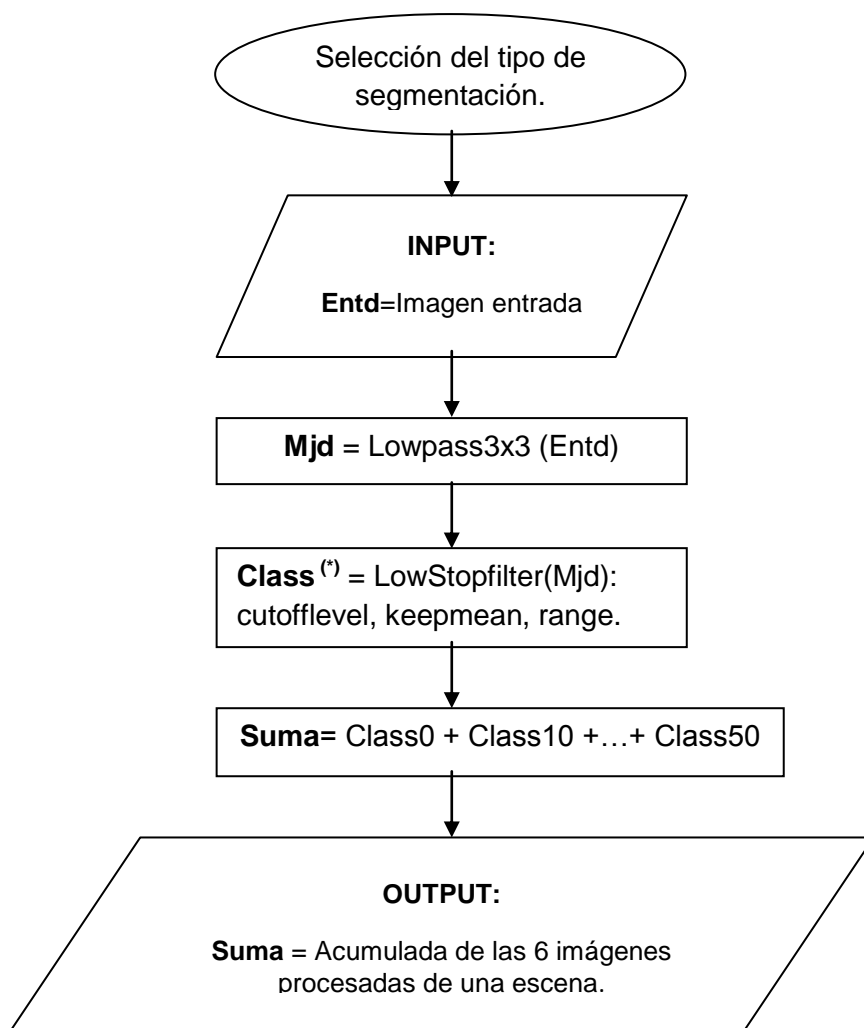 Selección del tipo de
segmentación.
INPUT:
Entd=Imagen entrada
Mjd = Lowpass3x3 (Entd)
Class (*) = LowStopfilter(Mjd):
cutofflevel, keepmean, range.
Suma= Class0 + Class10 +…+ Class50
OUTPUT:
Suma = Acumulada de las 6 imágenes
procesadas de una escena.